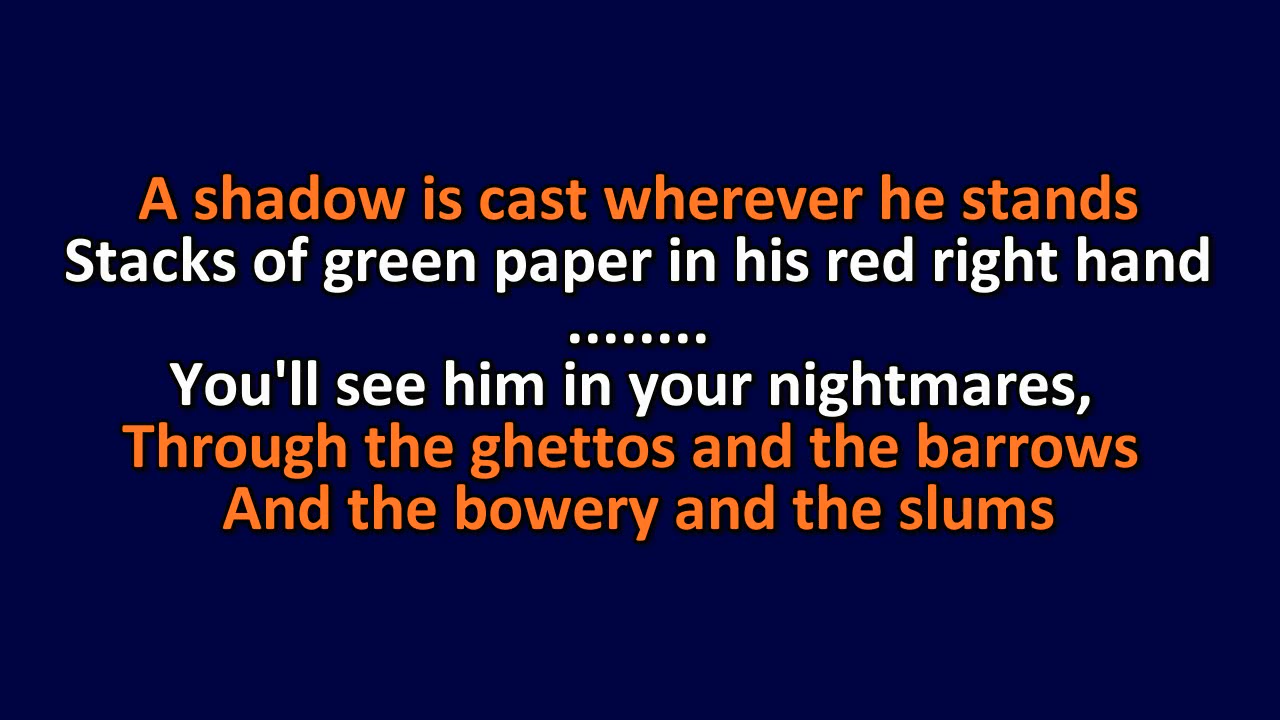 A shadow is cast wherever he stands
Stacks of green paper in his red right hand
........
You'll see him in your nightmares,
Through the ghettos and the barrows
And the bowery and the slums